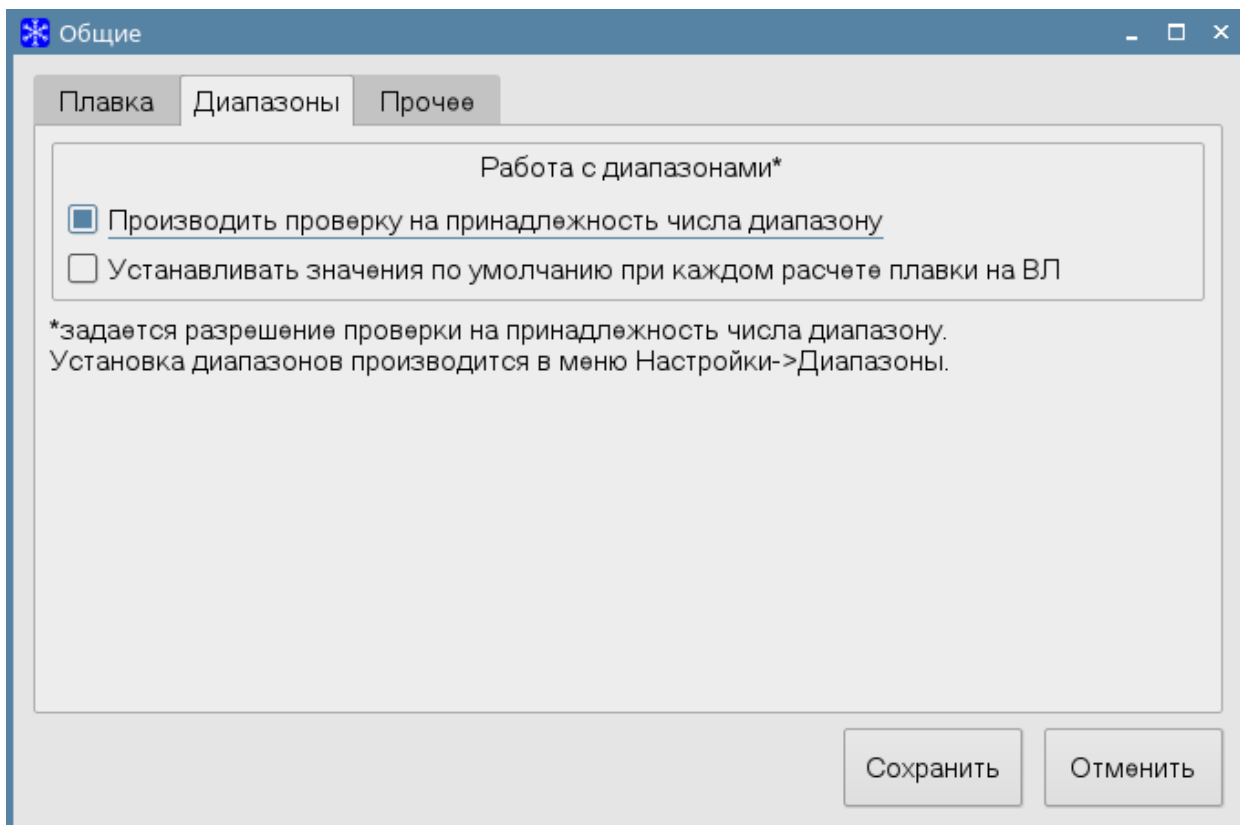 Общие
Плавка Диапазоны Прочее
Работа с диапазонами*
Производить проверку на принадлежность числа диапазону
Устанавливать значения по умолчанию при каждом расчете плавки на ВЛ
*задается разрешение проверки на принадлежность числа диапазону.
Установка диапазонов производится в меню Настройки->Диапазоны.
Сохранить Отменить